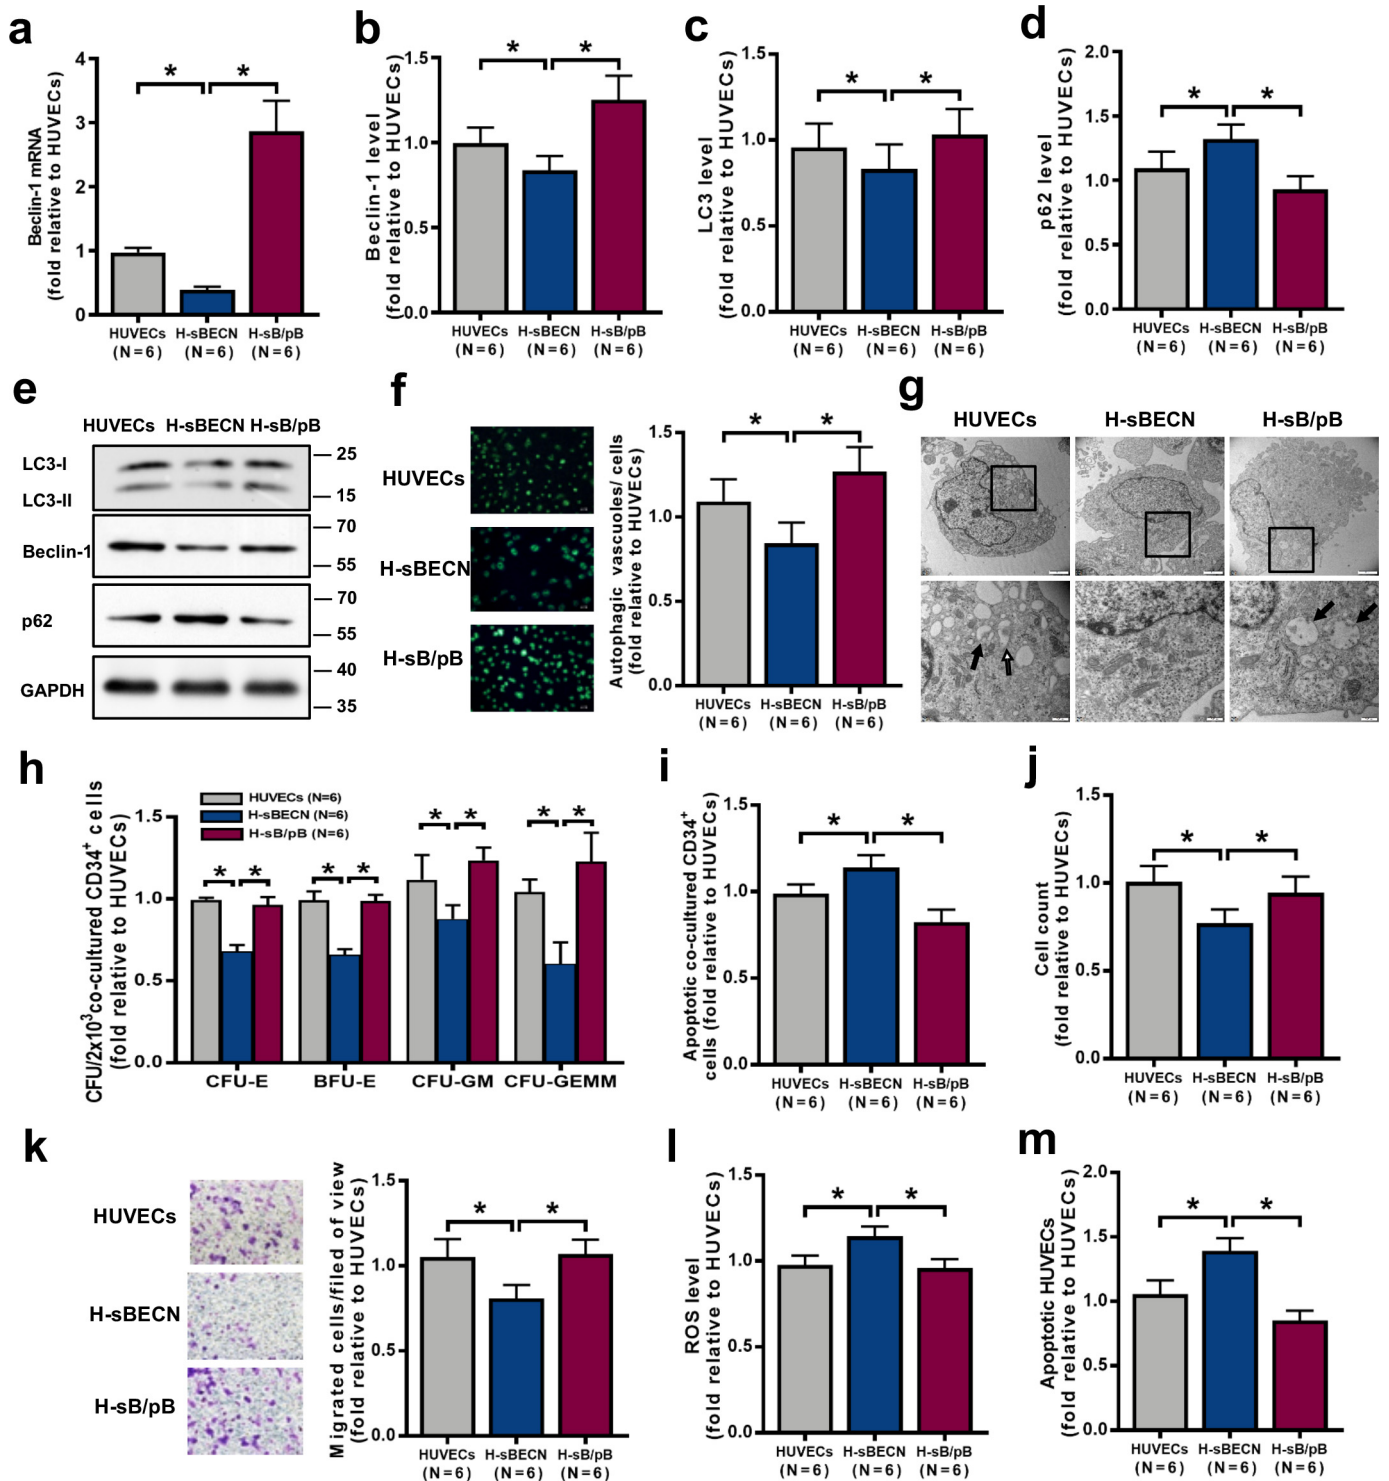 a
Beclin-1 mRNA
(fold relative to HUVECs)
4
3
2
1
0
*
*
HUVECs
(N=6)
H-sBECN
(N=6)
H-sB/pB
(N=6)
b
Beclin-1 level
(fold relative to HUVECs)
1.5
1.0
0.5
0.0
*
*
HUVECs
(N=6)
H-sBECN
(N=6)
H-sB/pB
(N=6)
c
LC3 level
(fold relative to HUVECs)
1.5
1.0
0.5
0.0
*
*
HUVECs
(N=6)
H-sBECN
(N=6)
H-sB/pB
(N=6)
d
p62 level
(fold relative to HUVECs)
2.0
1.5
1.0
0.5
0.0
*
*
HUVECs
(N=6)
H-sBECN
(N=6)
H-sB/pB
(N=6)
e
HUVECs H-sBECN H-sB/pB
LC3-I
LC3-II
25
15
Beclin-1
70
55
p62
70
55
GAPDH
40
35
f
HUVECs
H-sBECN
H-sB/pB
Autophagic vascuoles/ cells
(fold relative to HUVECs)
1.5
1.0
0.5
0.0
*
*
HUVECs
(N=6)
H-sBECN
(N=6)
H-sB/pB
(N=6)
g
HUVECs
H-sBECN
H-sB/pB
h
CFU/2x10³co-cultured CD34⁺ cells
(fold relative to HUVECs)
HUVECs (N=6)
H-sBECN (N=6)
H-sB/pB (N=6)
1.5
1.0
0.5
0.0
*
*
*
*
*
*
*
*
CFU-E
BFU-E
CFU-GM
CFU-GEMM
i
Apoptotic co-cultured CD34⁺
cells (fold relative to HUVECs)
1.5
1.0
0.5
0.0
*
*
HUVECs
(N=6)
H-sBECN
(N=6)
H-sB/pB
(N=6)
j
Cell count
(fold relative to HUVECs)
1.5
1.0
0.5
0.0
*
*
HUVECs
(N=6)
H-sBECN
(N=6)
H-sB/pB
(N=6)
k
HUVECs
H-sBECN
H-sB/pB
Migrated cells/filed of view
(fold relative to HUVECs)
1.5
1.0
0.5
0.0
*
*
HUVECs
(N=6)
H-sBECN
(N=6)
H-sB/pB
(N=6)
l
ROS level
(fold relative to HUVECs)
1.5
1.0
0.5
0.0
*
*
HUVECs
(N=6)
H-sBECN
(N=6)
H-sB/pB
(N=6)
m
Apoptotic HUVECs
(fold relative to HUVECs)
2.0
1.5
1.0
0.5
0.0
*
*
HUVECs
(N=6)
H-sBECN
(N=6)
H-sB/pB
(N=6)